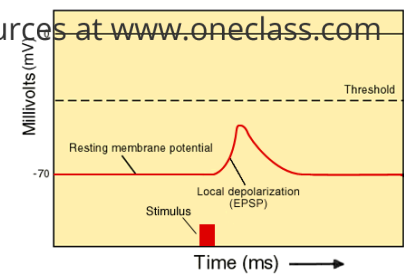 urces at www.oneclass.com
Millivolts (mV)
Threshold
Resting membrane potential
-70
Local depolarization
(EPSP)
Stimulus
Time (ms)